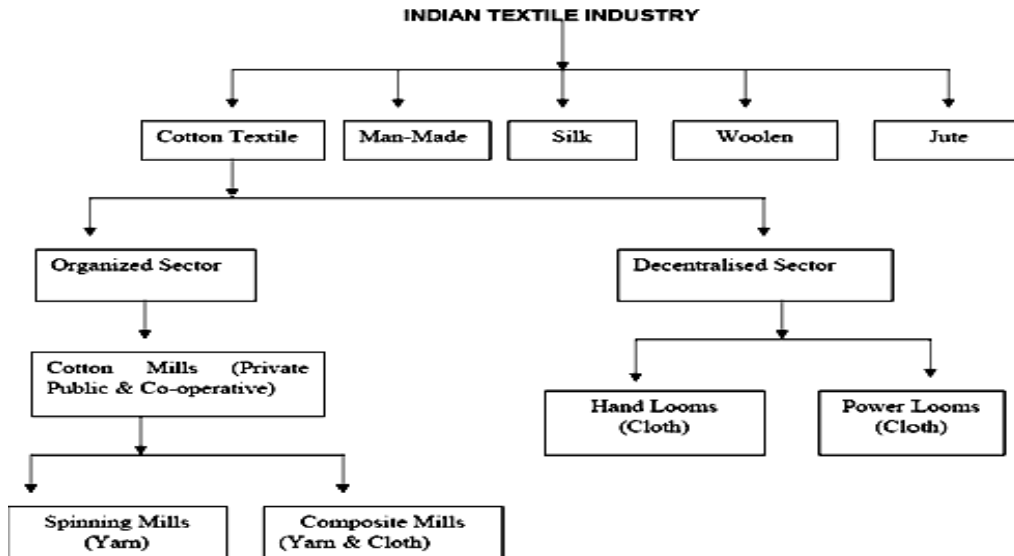 INDIAN TEXTILE INDUSTRY
Cotton Textile
Man-Made
Silk
Woolen
Jute
Organized Sector
Decentralised Sector
Cotton Mills (Private
Public & Co-operative)
Hand Looms
(Cloth)
Power Looms
(Cloth)
Spinning Mills
(Yarn)
Composite Mills
(Yarn & Cloth)